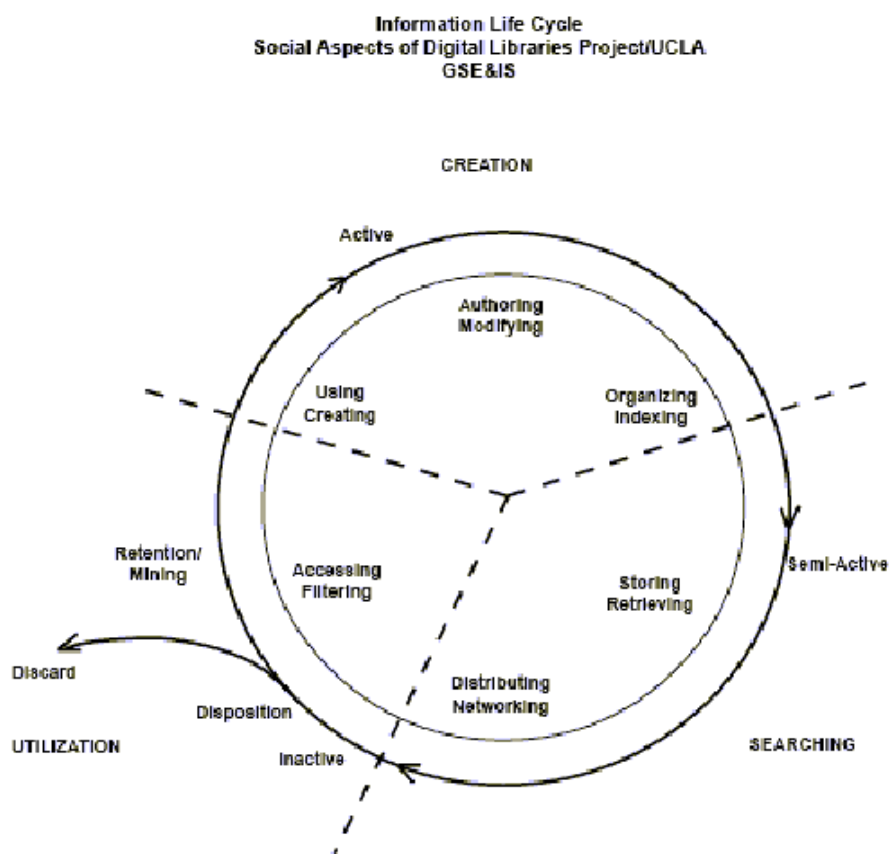 Information Life Cycle
Social Aspects of Digital Libraries Project/UCLA
GSE&IS
CREATION
Active
Authoring
Modifying
Using
Creating
Organizing
Indexing
Retention/
Mining
Accessing
Filtering
Storing
Retrieving
Semi-Active
Discard
Disposition
Distributing
Networking
UTILIZATION
Inactive
SEARCHING